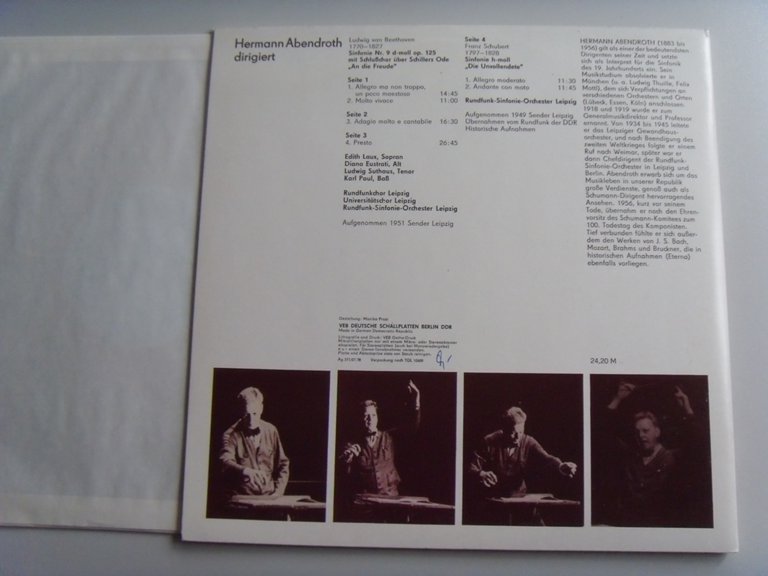 Hermann Abendroth
dirigiert
Ludwig van Beethoven
1770–1827
Sinfonie Nr. 9 d-moll op. 125
mit Schlußchor über Schillers Ode
„An die Freude"
Seite 1
1. Allegro ma non troppo,
un poco maestoso 14:45
2. Molto vivace 11:00
Seite 2
3. Adagio molto e cantabile 16:30
Seite 3
4. Presto 26:45
Edith Laux, Sopran
Diana Eustrati, Alt
Ludwig Suthaus, Tenor
Karl Paul, Baß
Rundfunkchor Leipzig
Universitätschor Leipzig
Rundfunk-Sinfonie-Orchester Leipzig
Aufgenommen 1951 Sender Leipzig
Seite 4
Franz Schubert
1797–1828
Sinfonie h-moll
„Die Unvollendete"
1. Allegro moderato 11:30
2. Andante con moto 11:45
Rundfunk-Sinfonie-Orchester Leipzig
Aufgenommen 1949 Sender Leipzig
Übernahmen vom Rundfunk der DDR
Historische Aufnahmen
HERMANN ABENDROTH (1883 bis
1956) gilt als einer der bedeutendsten
Dirigenten seiner Zeit und setzte
sich als Interpret für die Sinfonik
des 19. Jahrhunderts ein. Sein
Musikstudium absolvierte er in
München (u. a. Ludwig Thuille, Felix
Mottl), dem sich Verpflichtungen an
verschiedenen Orchestern und Orten
(Lübeck, Essen, Köln) anschlossen.
1918 und 1919 wurde er zum
Generalmusikdirektor und Professor
ernannt. Von 1934 bis 1945 leitete
er das Leipziger Gewandhaus-
orchester, und nach Beendigung des
zweiten Weltkrieges folgte er einem
Ruf nach Weimar, später war er
dann Chefdirigent der Rundfunk-
Sinfonie-Orchester in Leipzig und
Berlin. Abendroth erwarb sich um das
Musikleben in unserer Republik
große Verdienste, genoß auch als
Schumann-Dirigent hervorragendes
Ansehen. 1956, kurz vor seinem
Tode, übernahm er noch den Ehren-
vorsitz des Schumann-Komitees zum
100. Todestag des Komponisten.
Tief verbunden fühlte er sich außer-
dem den Werken von J. S. Bach,
Mozart, Brahms und Bruckner, die in
historischen Aufnahmen (Eterna)
ebenfalls vorliegen.
Gestaltung: Monika
VEB DEUTSCHE SCHALLPLATTEN BERLIN DDR
Made in German Democratic Republic
Lithografie und Druck: VEB Gotha-Druck
Verpackung nach TGL 10609
24,20 M